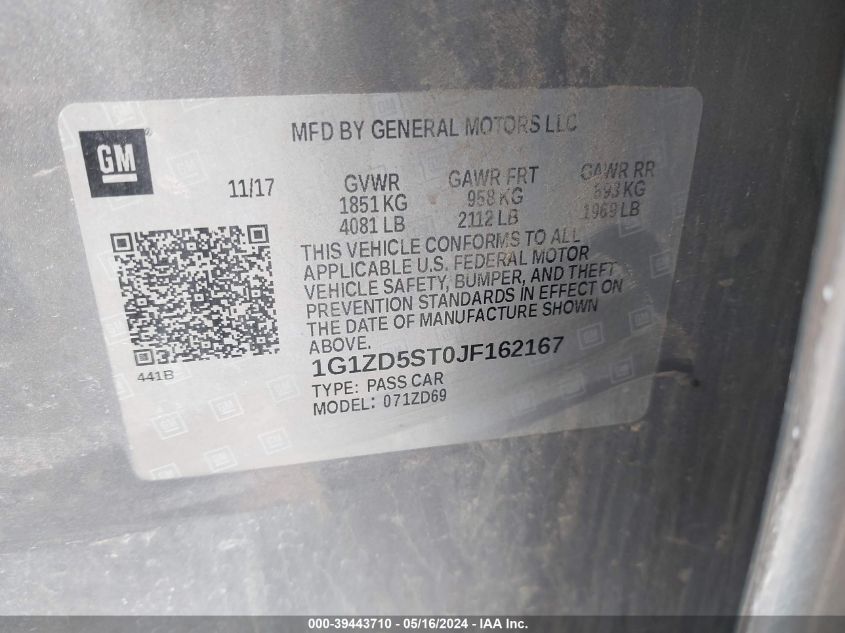 GM
MFD BY GENERAL MOTORS LLC
11/17
GVWR GAWR FRT GAWR RR
1851 KG 958 KG 893 KG
4081 LB 2112 LB 1969 LB
THIS VEHICLE CONFORMS TO ALL
APPLICABLE U.S. FEDERAL MOTOR
VEHICLE SAFETY, BUMPER, AND THEFT
PREVENTION STANDARDS IN EFFECT ON
THE DATE OF MANUFACTURE SHOWN
ABOVE.
441B
1G1ZD5ST0JF162167
TYPE: PASS CAR
MODEL: 071ZD69
000-39443710 / 05/16/2024 / IAA Inc.